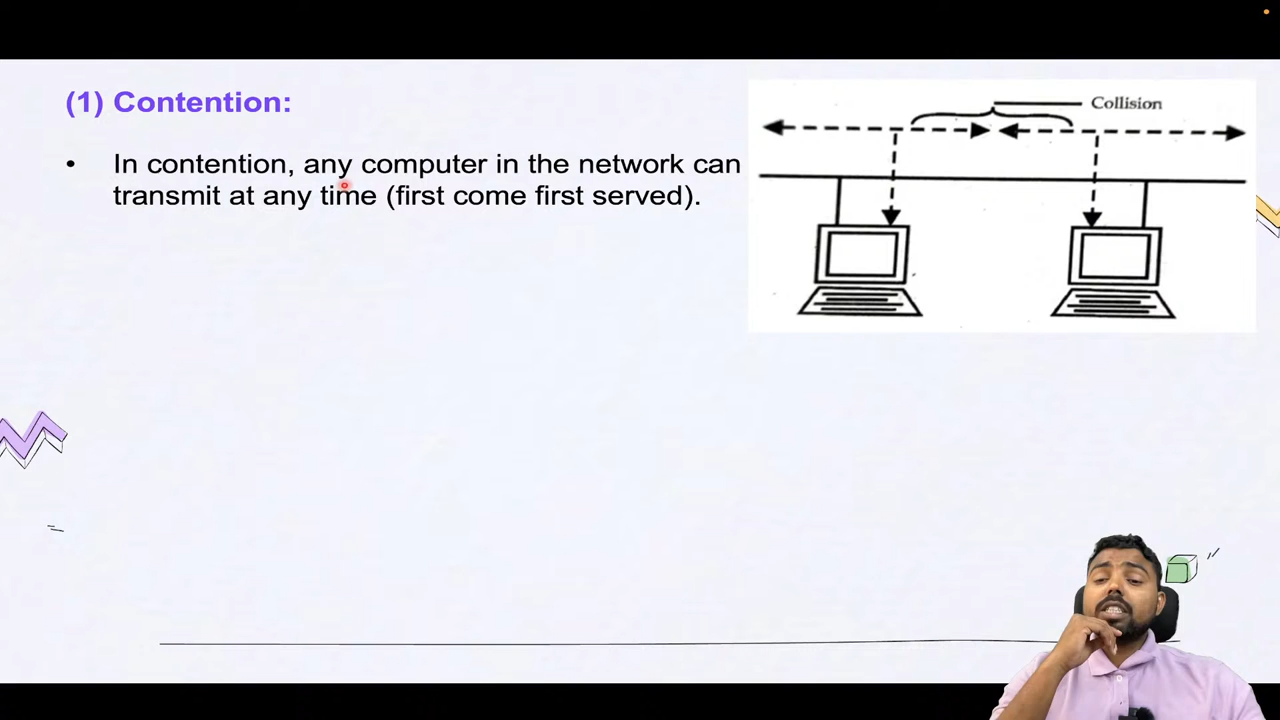 (1) Contention:
• In contention, any computer in the network can
transmit at any time (first come first served).
Collision